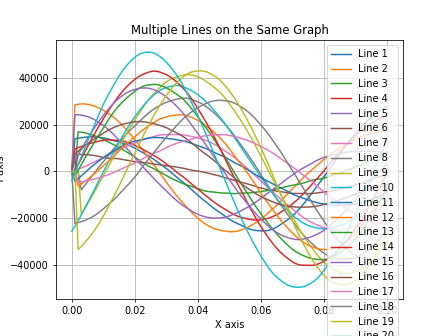 Multiple Lines on the Same Graph
40000
20000
0
−20000
−40000
0.00
0.02
0.04
0.06
0.08
X axis
Line 1
Line 2
Line 3
Line 4
Line 5
Line 6
Line 7
Line 8
Line 9
Line 10
Line 11
Line 12
Line 13
Line 14
Line 15
Line 16
Line 17
Line 18
Line 19
Line 20